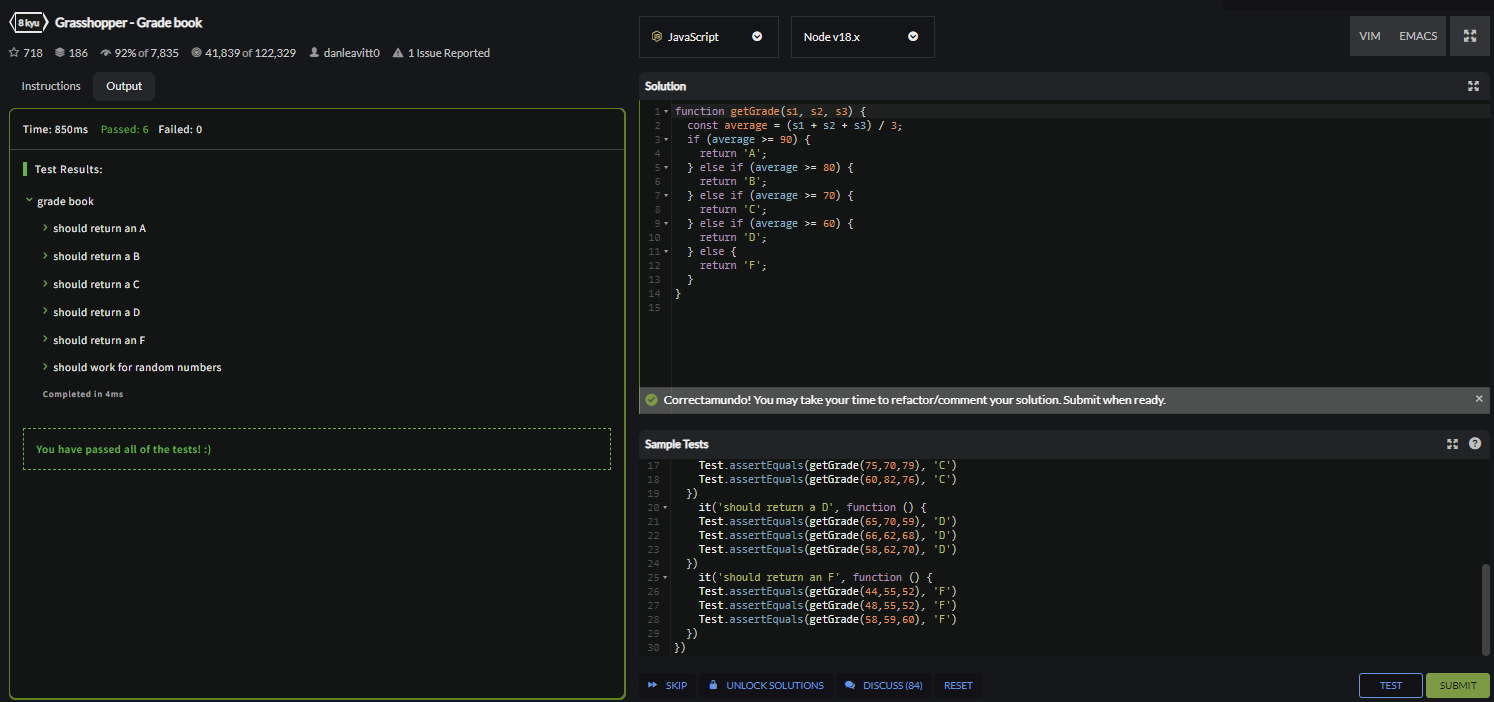 8 kyu Grasshopper - Grade book
718 186 92% of 7,835 41,839 of 122,329 danleavitt0 1 Issue Reported
Instructions Output
Time: 850ms Passed: 6 Failed: 0
Test Results:
grade book
should return an A
should return a B
should return a C
should return a D
should return an F
should work for random numbers
Completed in 4ms
You have passed all of the tests! :)
JavaScript Node v18.x VIM EMACS
Solution
1 function getGrade(s1, s2, s3) {
2 const average = (s1 + s2 + s3) / 3;
3 if (average >= 90) {
4 return 'A';
5 } else if (average >= 80) {
6 return 'B';
7 } else if (average >= 70) {
8 return 'C';
9 } else if (average >= 60) {
10 return 'D';
11 } else {
12 return 'F';
13 }
14 }
15
Correctamundo! You may take your time to refactor/comment your solution. Submit when ready. ×
Sample Tests ?
17 Test.assertEquals(getGrade(75,70,79), 'C')
18 Test.assertEquals(getGrade(60,82,76), 'C')
19 })
20 it('should return a D', function () {
21 Test.assertEquals(getGrade(65,70,59), 'D')
22 Test.assertEquals(getGrade(66,62,68), 'D')
23 Test.assertEquals(getGrade(58,62,70), 'D')
24 })
25 it('should return an F', function () {
26 Test.assertEquals(getGrade(44,55,52), 'F')
27 Test.assertEquals(getGrade(48,55,52), 'F')
28 Test.assertEquals(getGrade(58,59,60), 'F')
29 })
30 })
SKIP UNLOCK SOLUTIONS DISCUSS (84) RESET TEST SUBMIT